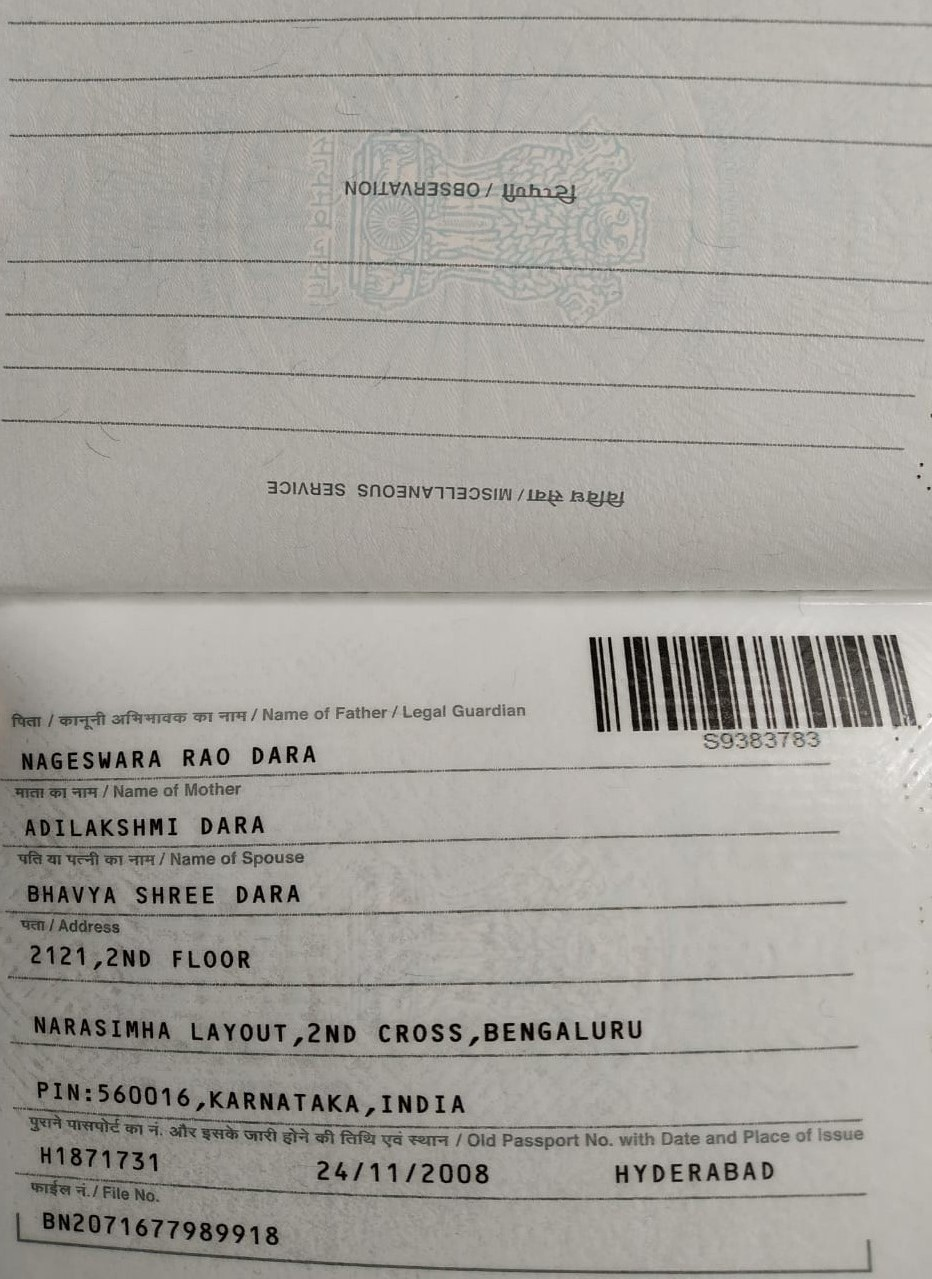 टिप्पणी / OBSERVATION
विविध सेवा / MISCELLANEOUS SERVICE
S9383783
पिता / कानूनी अभिभावक का नाम / Name of Father / Legal Guardian
NAGESWARA RAO DARA
माता का नाम / Name of Mother
ADILAKSHMI DARA
पति या पत्नी का नाम / Name of Spouse
BHAVYA SHREE DARA
पता / Address
2121,2ND FLOOR
NARASIMHA LAYOUT,2ND CROSS,BENGALURU
PIN:560016,KARNATAKA,INDIA
पुराने पासपोर्ट का नं. और इसके जारी होने की तिथि एवं स्थान / Old Passport No. with Date and Place of Issue
H1871731 24/11/2008 HYDERABAD
फाईल नं. / File No.
BN2071677989918